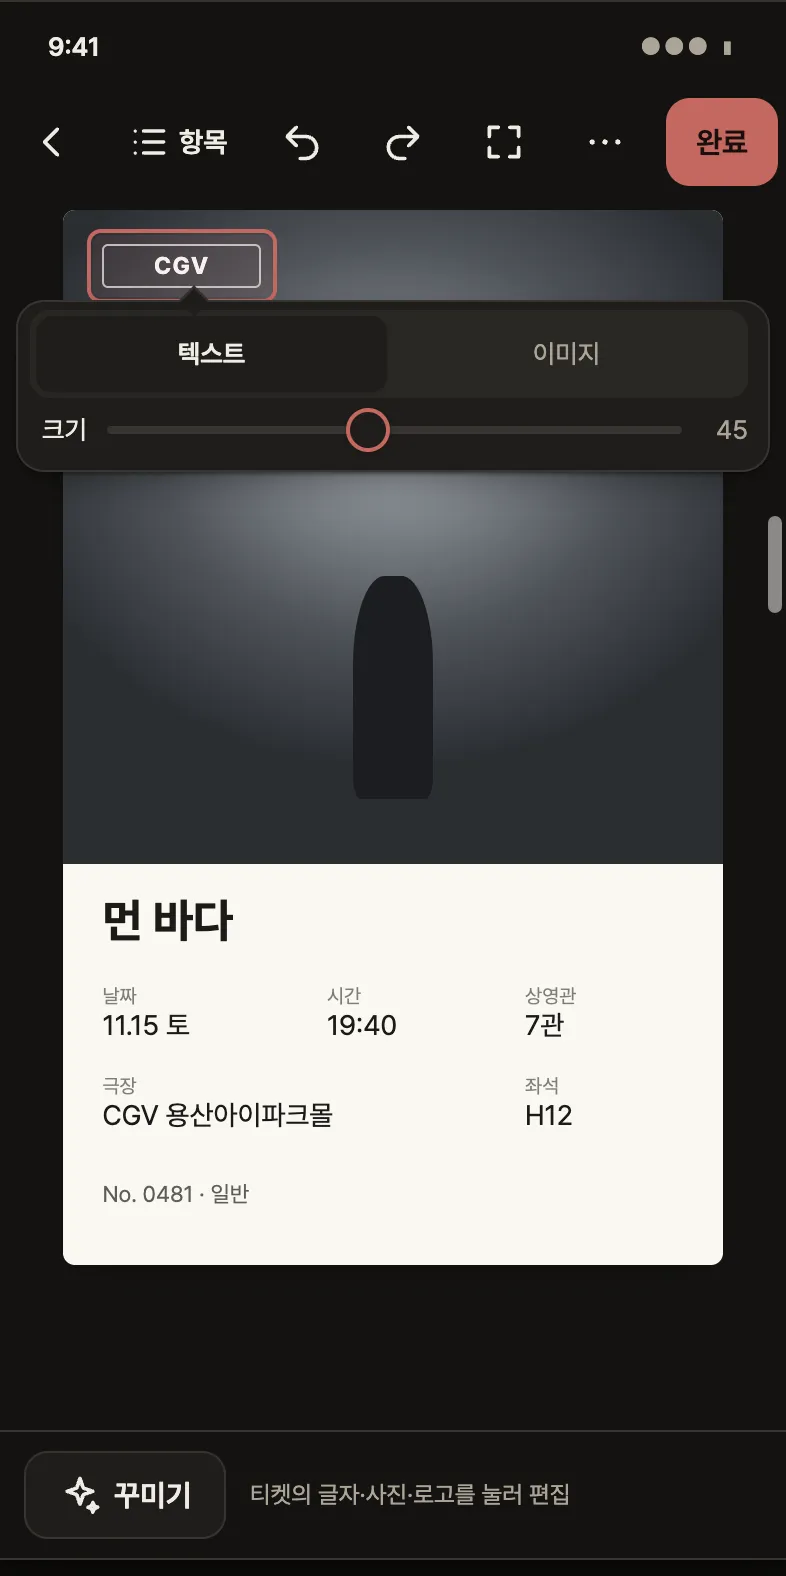 9:41
항목
완료
CGV
텍스트
이미지
크기
45
먼 바다
날짜
시간
상영관
11.15 토
19:40
7관
극장
좌석
CGV 용산아이파크몰
H12
No. 0481 · 일반
꾸미기
티켓의 글자·사진·로고를 눌러 편집